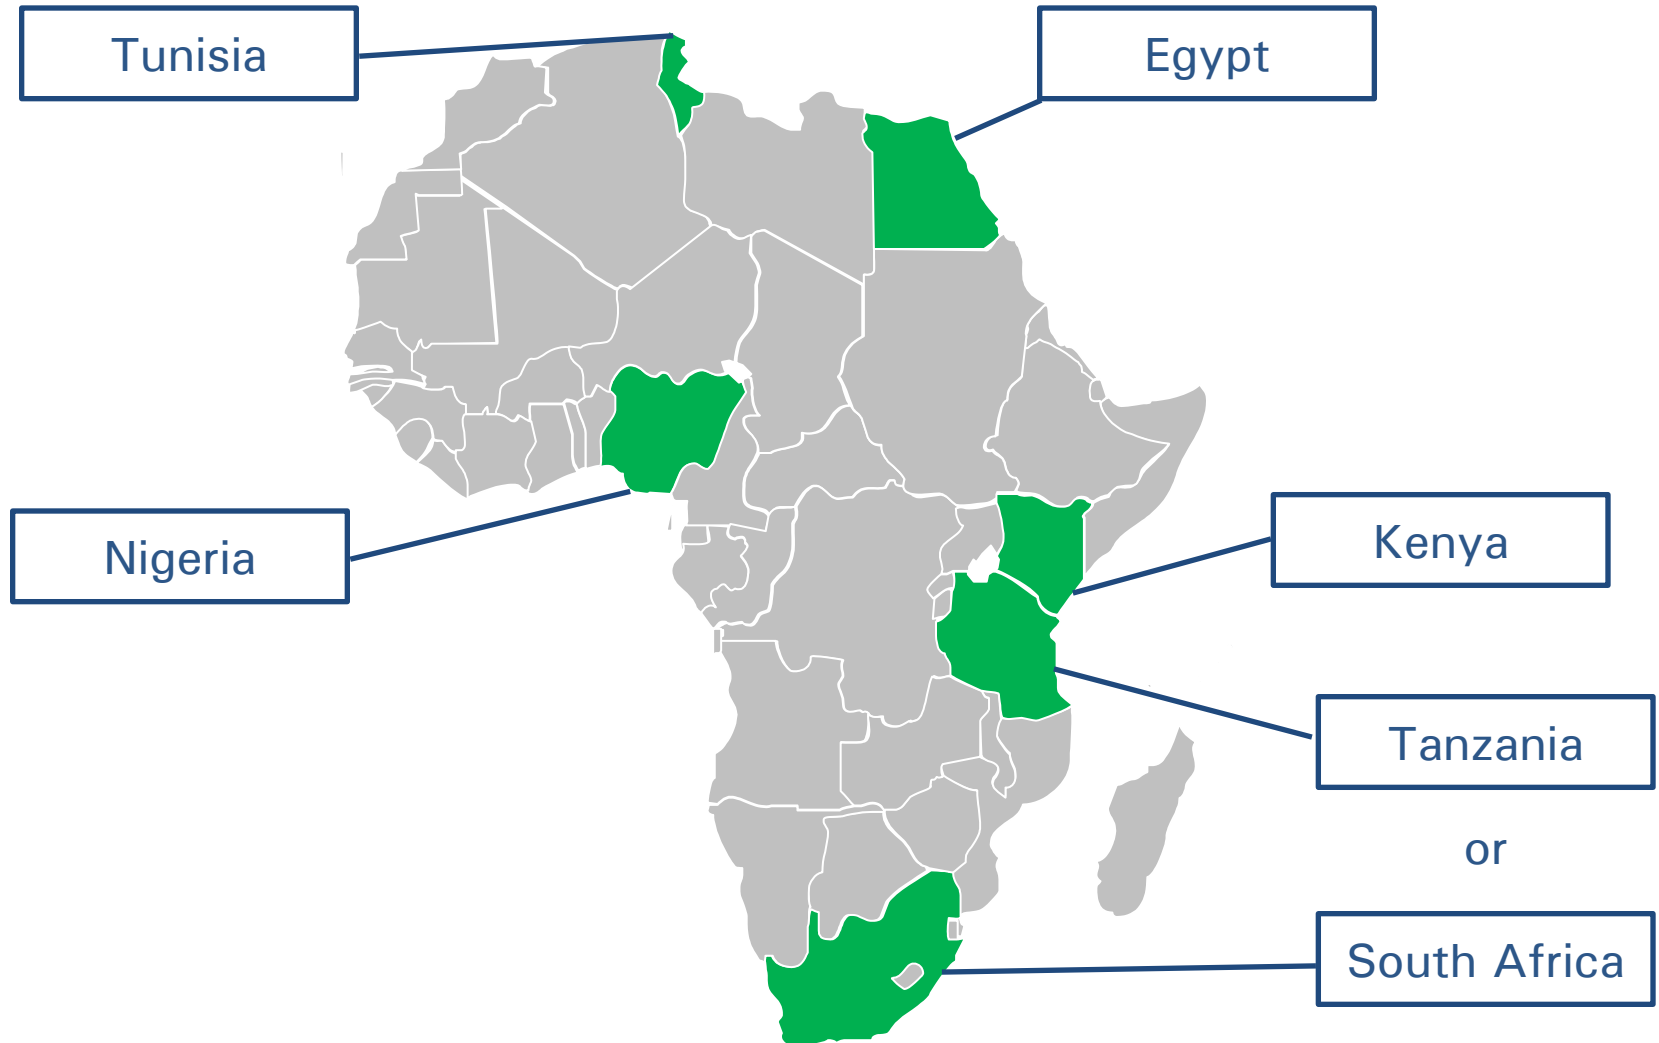 Tunisia
Egypt
Nigeria
Kenya
Tanzania
or
South Africa